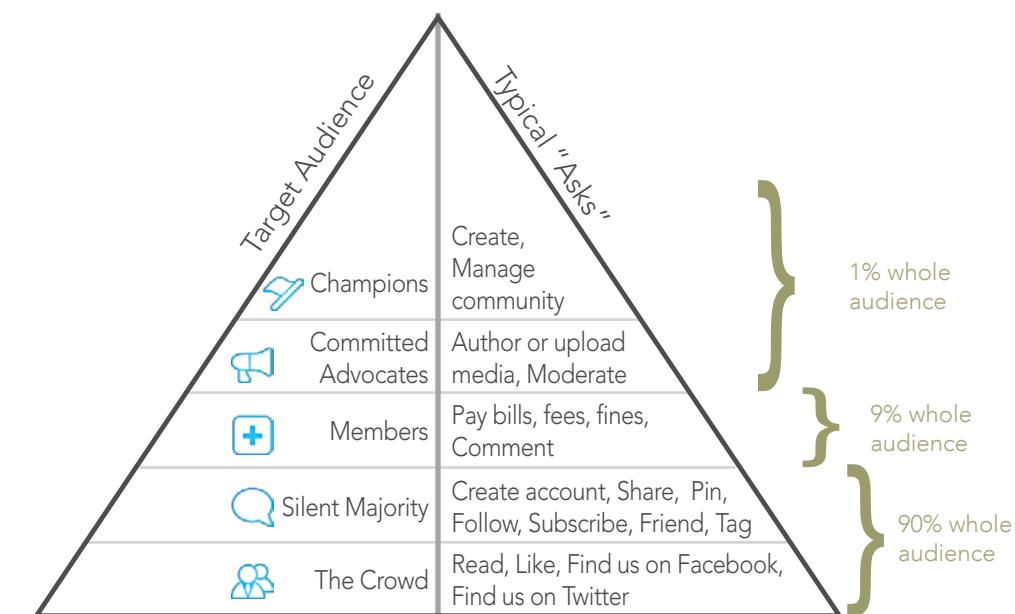 Target Audience
Typical "Asks"
Champions
Create,
Manage
community
1% whole
audience
Committed
Advocates
Author or upload
media, Moderate
Members
Pay bills, fees, fines,
Comment
9% whole
audience
Silent Majority
Create account, Share, Pin,
Follow, Subscribe, Friend, Tag
90% whole
audience
The Crowd
Read, Like, Find us on Facebook,
Find us on Twitter